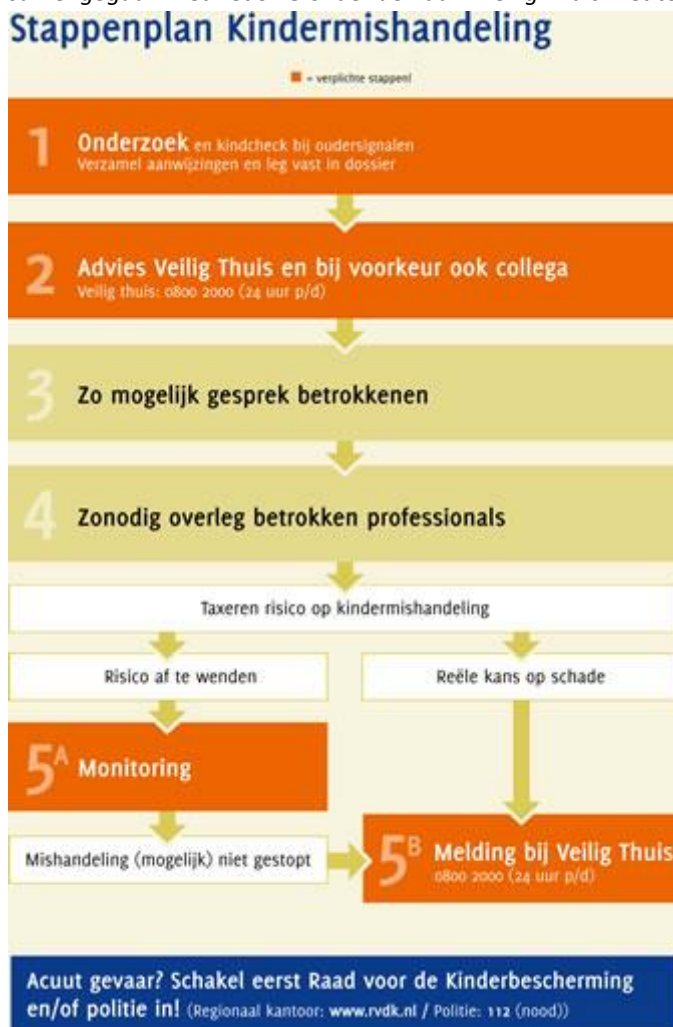 Stappenplan Kindermishandeling
= verplichte stappen!
1 Onderzoek en kindcheck bij oudersignalen
Verzamel aanwijzingen en leg vast in dossier
2 Advies Veilig Thuis en bij voorkeur ook collega
Veilig thuis: 0800 2000 (24 uur p/d)
3 Zo mogelijk gesprek betrokkenen
4 Zonodig overleg betrokken professionals
Taxeren risico op kindermishandeling
Risico af te wenden
Reële kans op schade
5A Monitoring
Mishandeling (mogelijk) niet gestopt
5B Melding bij Veilig Thuis
0800 2000 (24 uur p/d)
Acuut gevaar? Schakel eerst Raad voor de Kinderbescherming
en/of politie in! (Regionaal kantoor: www.rvdk.nl / Politie: 112 (nood))